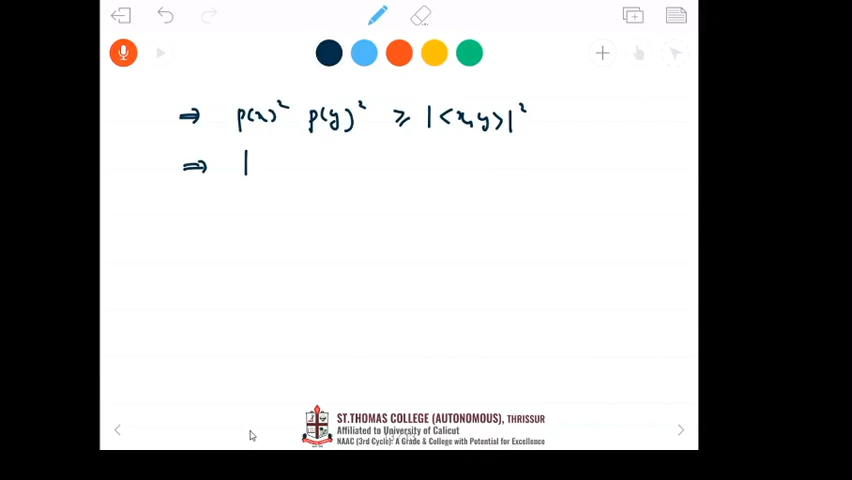 ⇒ p(x)² p(y)² ≥ |<x,y>|²
⇒ |
ST.THOMAS COLLEGE (AUTONOMOUS), THRISSUR
Affiliated to University of Calicut
NAAC (3rd Cycle): A Grade & College with Potential for Excellence